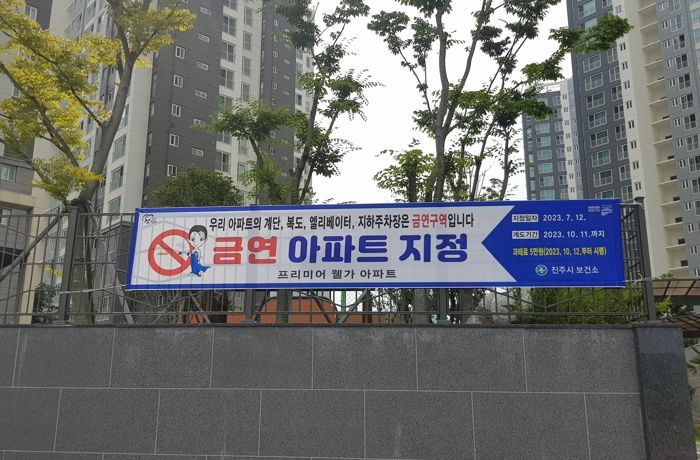 우리 아파트의 계단, 복도, 엘리베이터, 지하주차장은 금연구역입니다
금연 아파트 지정
프리미어 웰가 아파트
지정일자 2023. 7. 12.
계도기간 2023. 10. 11.까지
과태료 5만원(2023. 10. 12.부터 시행)
진주시 보건소